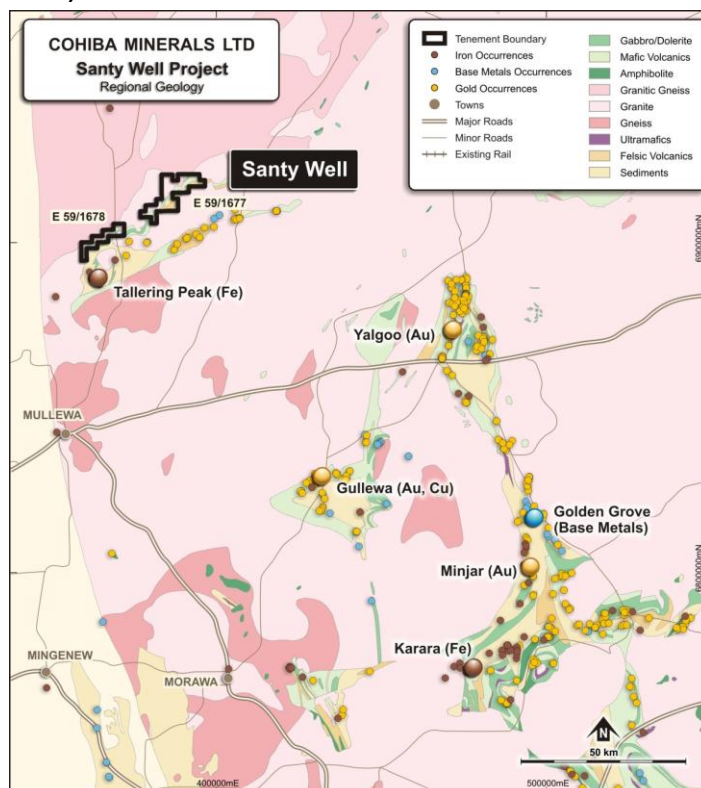 COHIBA MINERALS LTD
Santy Well Project
Regional Geology
Tenement Boundary
Iron Occurrences
Base Metals Occurrences
Gold Occurrences
Towns
Major Roads
Minor Roads
Existing Rail
Gabbro/Dolerite
Mafic Volcanics
Amphibolite
Granitic Gneiss
Granite
Gneiss
Ultramafics
Felsic Volcanics
Sediments
Santy Well
E 59/1677
E 59/1678
6900000mN
Tallering Peak (Fe)
Yalgoo (Au)
MULLEWA
Gullewa (Au, Cu)
Golden Grove
(Base Metals)
Minjar (Au)
6800000mN
Karara (Fe)
MINGENEW
MORAWA
N
50 km
400000mE
500000mE